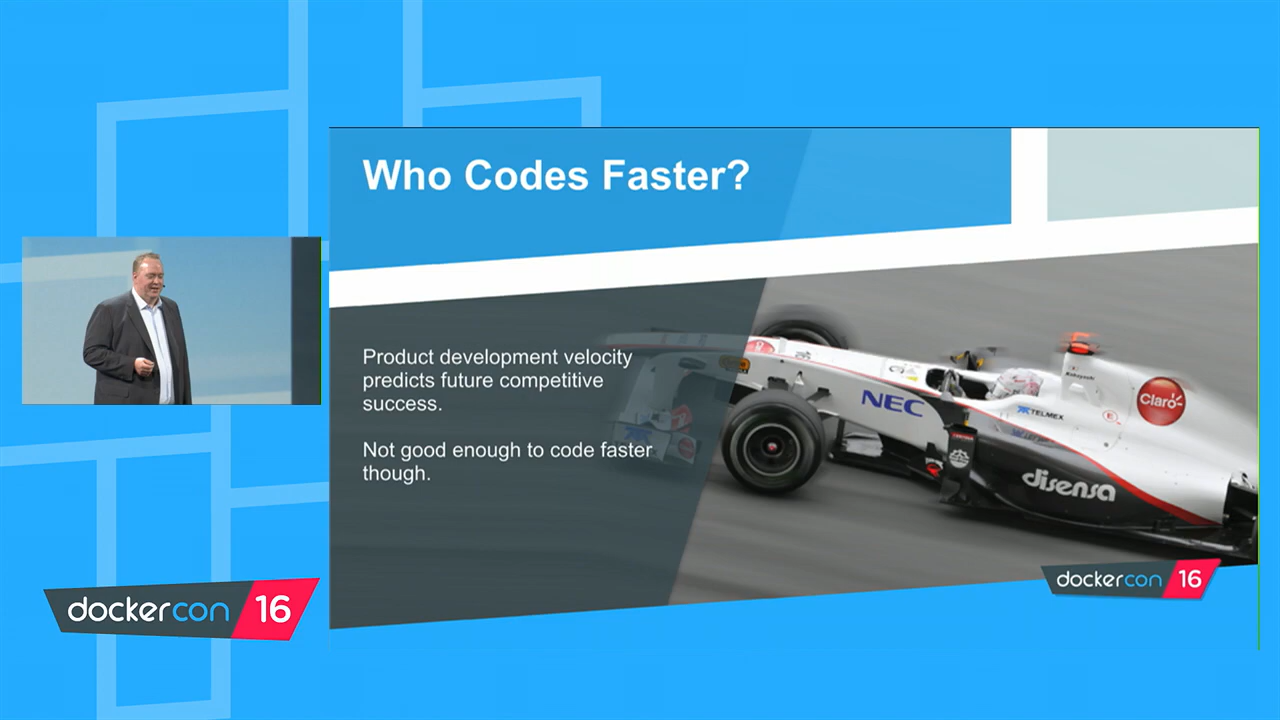 Who Codes Faster?
Product development velocity
predicts future competitive
success.
Not good enough to code faster
though.
NEC
TELMEX
Claro
disensa
dockercon 16
dockercon 16